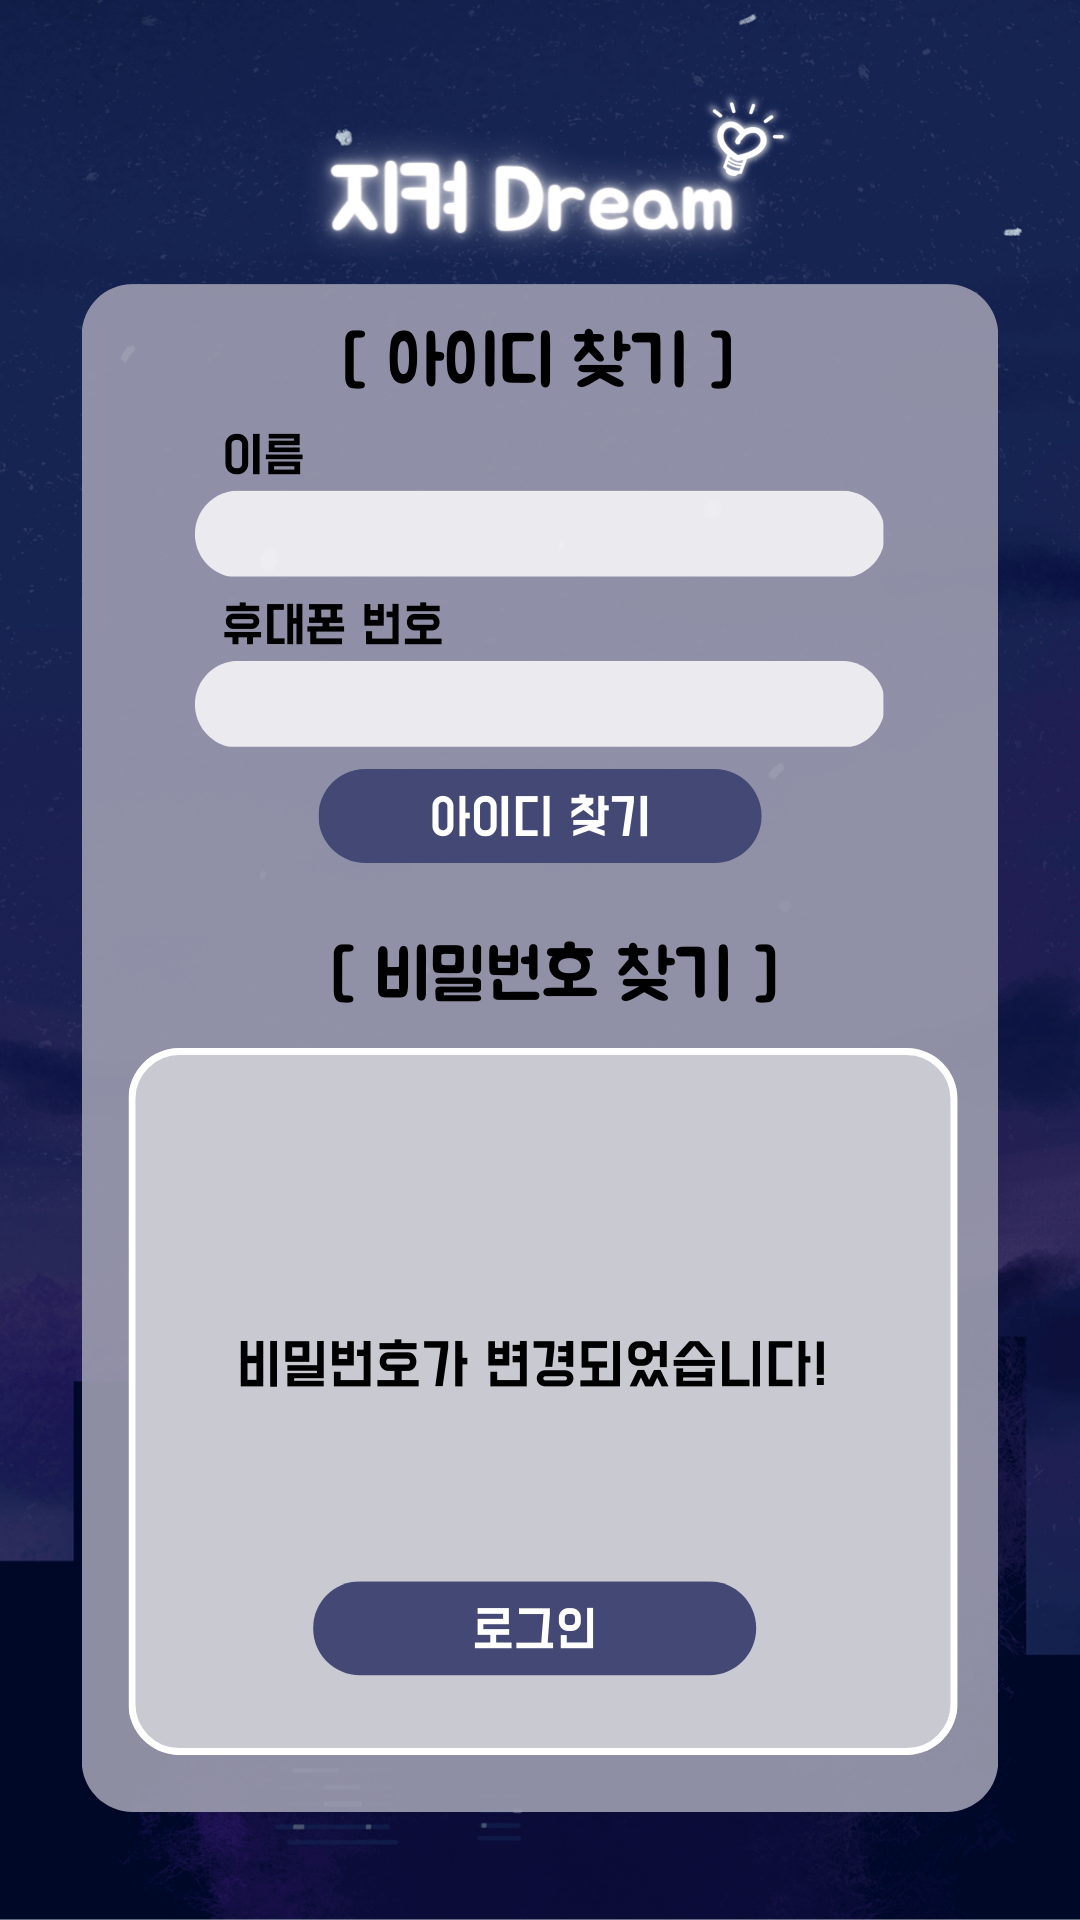 지켜 Dream
[ 아이디 찾기 ]
이름
휴대폰 번호
아이디 찾기
[ 비밀번호 찾기 ]
비밀번호가 변경되었습니다!
로그인